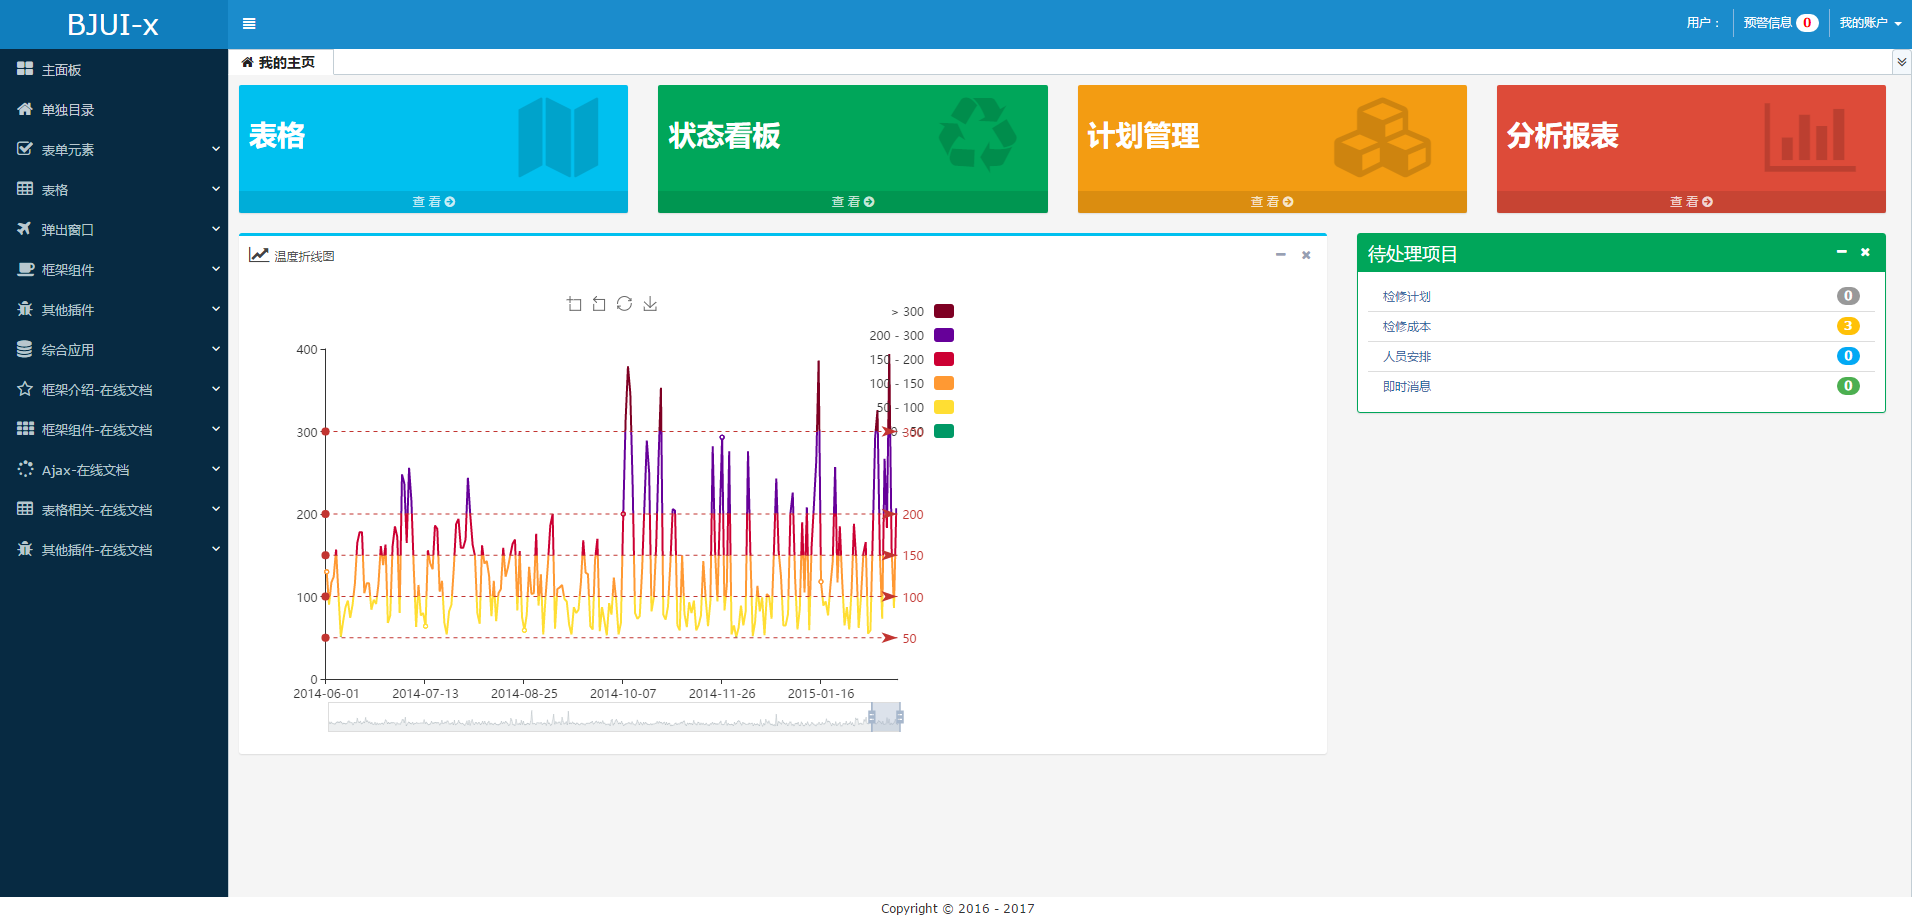 BJUI-x
用户：
预警信息 0
我的账户
主面板
单独目录
表单元素
表格
弹出窗口
框架组件
其他插件
综合应用
框架介绍-在线文档
框架组件-在线文档
Ajax-在线文档
表格相关-在线文档
其他插件-在线文档
我的主页
表格
查 看
状态看板
查 看
计划管理
查 看
分析报表
查 看
温度折线图
> 300
200 - 300
150 - 200
100 - 150
50 - 100
400
300
200
100
0
300
200
150
100
50
2014-06-01
2014-07-13
2014-08-25
2014-10-07
2014-11-26
2015-01-16
待处理项目
检修计划 0
检修成本 3
人员安排 0
即时消息 0
Copyright © 2016 - 2017